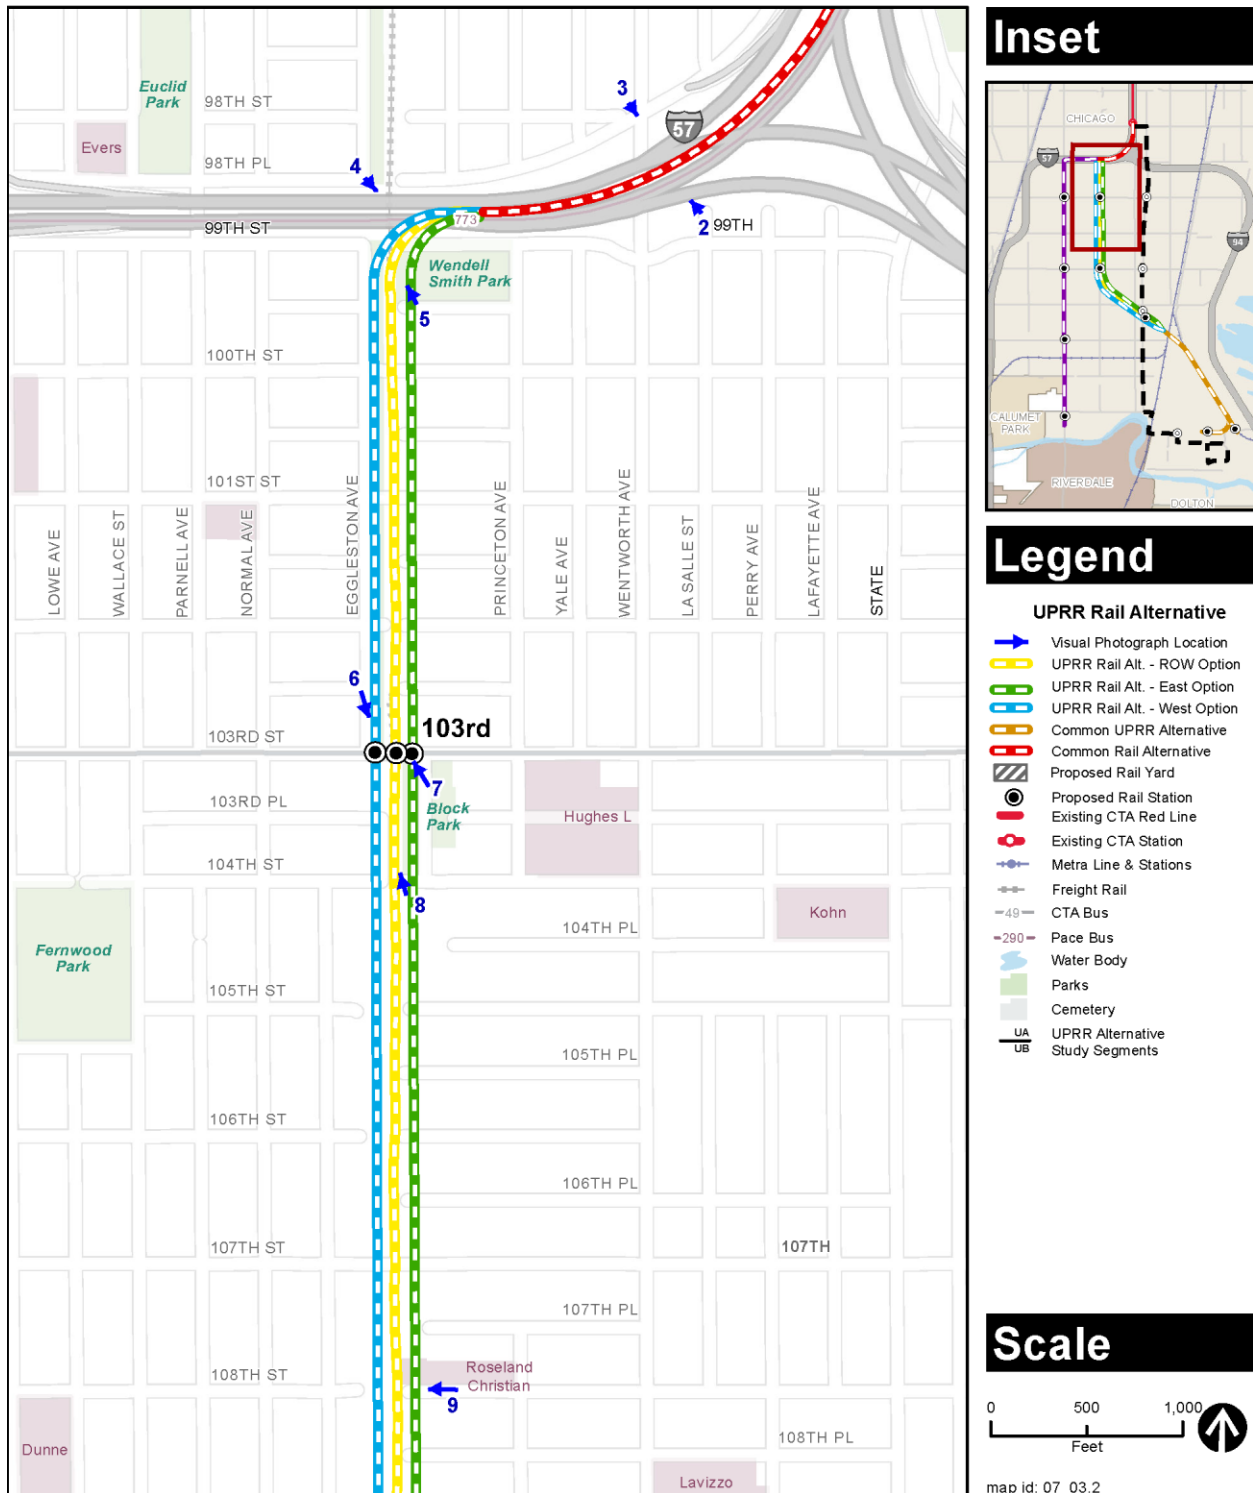 Euclid
Park
98TH ST
Evers
98TH PL
3
57
4
773
99TH ST
2
99TH
Wendell
Smith Park
5
100TH ST
101ST ST
LOWE AVE
WALLACE ST
PARNELL AVE
NORMAL AVE
EGGLESTON AVE
PRINCETON AVE
YALE AVE
WENTWORTH AVE
LA SALLE ST
PERRY AVE
LAFAYETTE AVE
STATE
6
103RD ST
103rd
7
103RD PL
Block
Park
Hughes L
104TH ST
8
Kohn
104TH PL
Fernwood
Park
105TH ST
105TH PL
106TH ST
106TH PL
107TH ST
107TH
107TH PL
108TH ST
Roseland
Christian
9
108TH PL
Dunne
Lavizzo
Inset
CHICAGO
57
94
CALUMET
PARK
RIVERDALE
DOLTON
Legend
UPRR Rail Alternative
Visual Photograph Location
UPRR Rail Alt. - ROW Option
UPRR Rail Alt. - East Option
UPRR Rail Alt. - West Option
Common UPRR Alternative
Common Rail Alternative
Proposed Rail Yard
Proposed Rail Station
Existing CTA Red Line
Existing CTA Station
Metra Line & Stations
Freight Rail
49 CTA Bus
290 Pace Bus
Water Body
Parks
Cemetery
UA UPRR Alternative
UB Study Segments
Scale
0 500 1,000
Feet
map id: 07_03.2